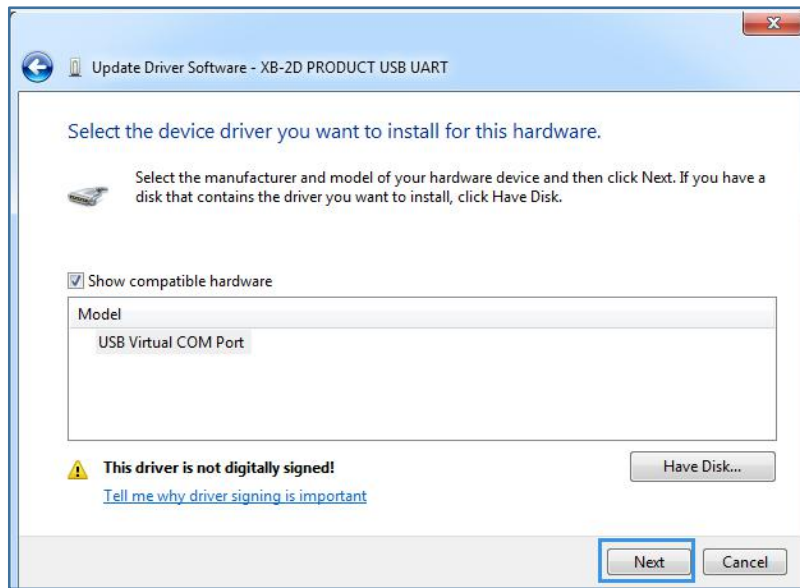 Update Driver Software - XB-2D PRODUCT USB UART
Select the device driver you want to install for this hardware.
Select the manufacturer and model of your hardware device and then click Next. If you have a
disk that contains the driver you want to install, click Have Disk.
Show compatible hardware
Model
USB Virtual COM Port
This driver is not digitally signed!
Have Disk...
Tell me why driver signing is important
Next
Cancel